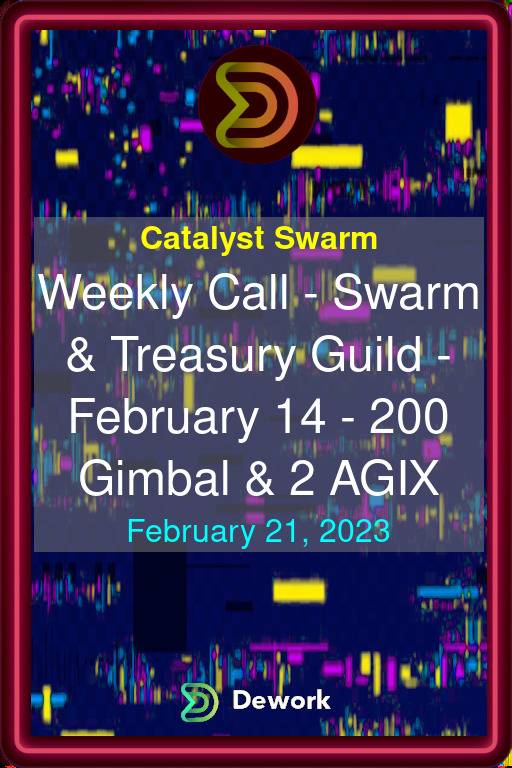 Catalyst Swarm
Weekly Call - Swarm
& Treasury Guild -
February 14 - 200
Gimbal & 2 AGIX
February 21, 2023
Dework